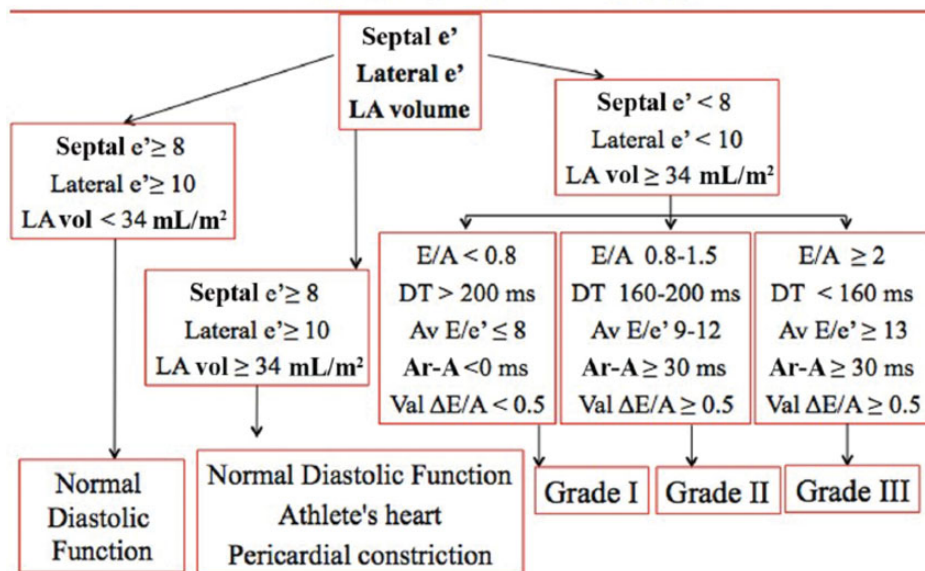 Septal e'
Lateral e'
LA volume
Septal e'≥ 8
Lateral e'≥ 10
LA vol < 34 mL/m²
Septal e' < 8
Lateral e' < 10
LA vol ≥ 34 mL/m²
Septal e'≥ 8
Lateral e'≥ 10
LA vol ≥ 34 mL/m²
E/A < 0.8
DT > 200 ms
Av E/e' ≤ 8
Ar-A <0 ms
Val ΔE/A < 0.5
E/A 0.8-1.5
DT 160-200 ms
Av E/e' 9-12
Ar-A ≥ 30 ms
Val ΔE/A ≥ 0.5
E/A ≥ 2
DT < 160 ms
Av E/e' ≥ 13
Ar-A ≥ 30 ms
Val ΔE/A ≥ 0.5
Normal
Diastolic
Function
Normal Diastolic Function
Athlete's heart
Pericardial constriction
Grade I
Grade II
Grade III